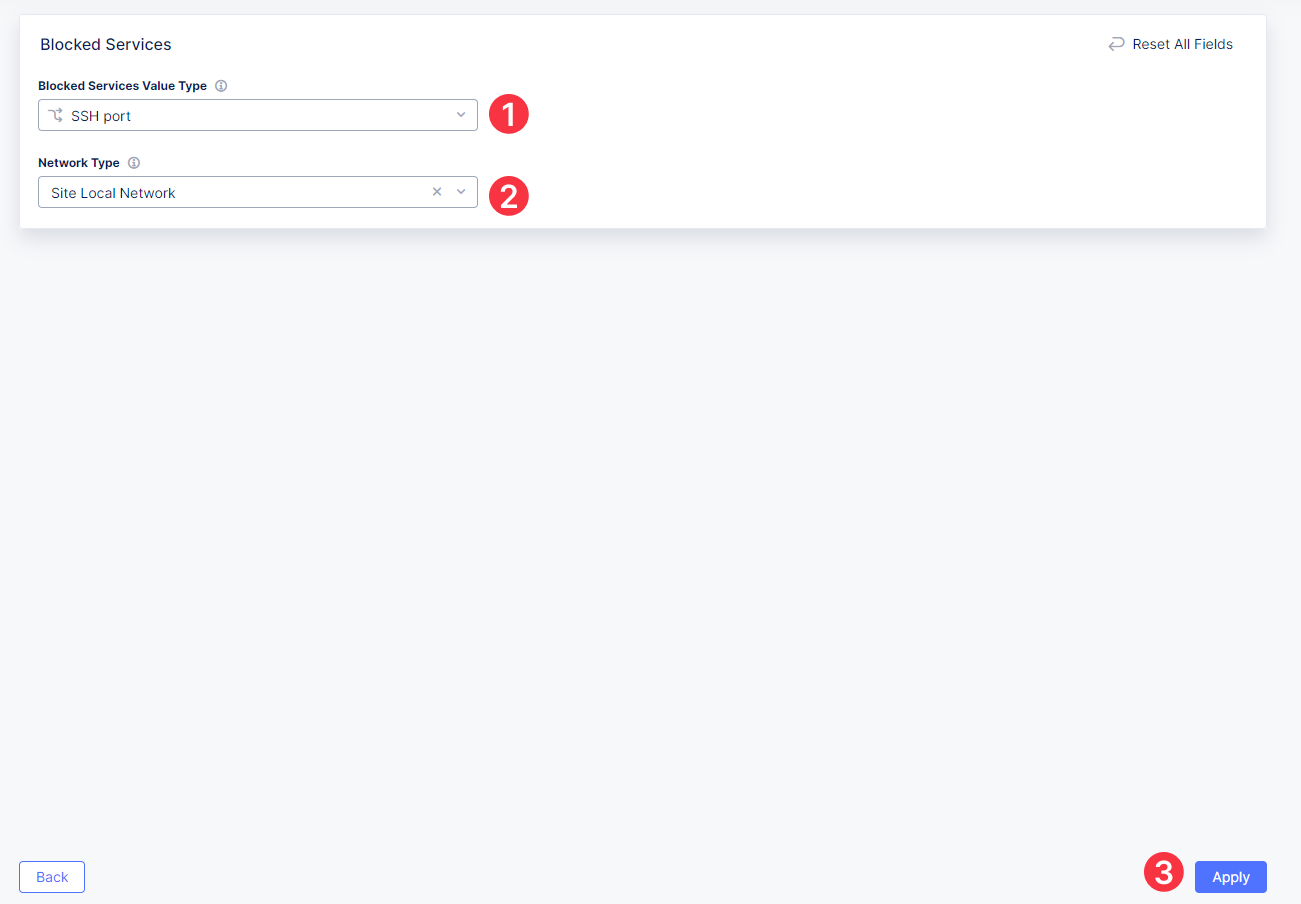 Blocked Services
Reset All Fields
Blocked Services Value Type
SSH port
1
Network Type
Site Local Network
2
Back
3
Apply